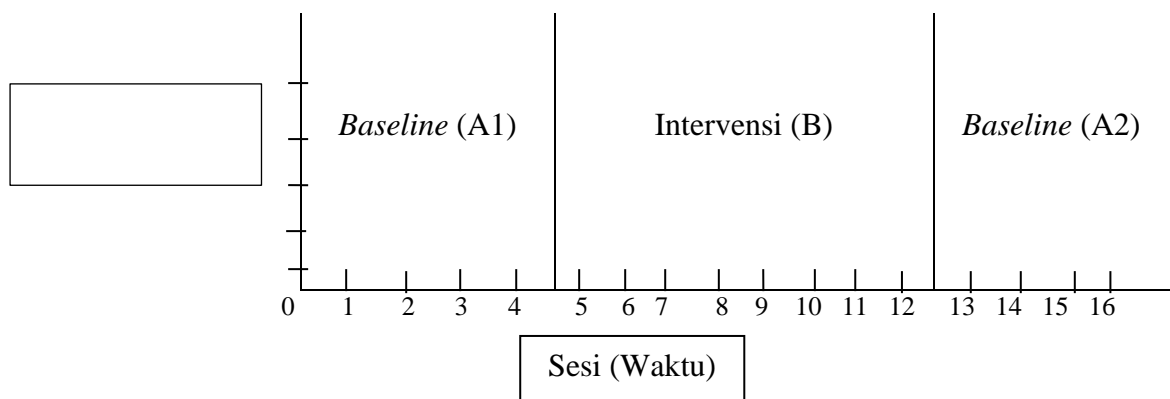 Baseline (A1) Intervensi (B) Baseline (A2)
0 1 2 3 4 5 6 7 8 9 10 11 12 13 14 15 16
Sesi (Waktu)